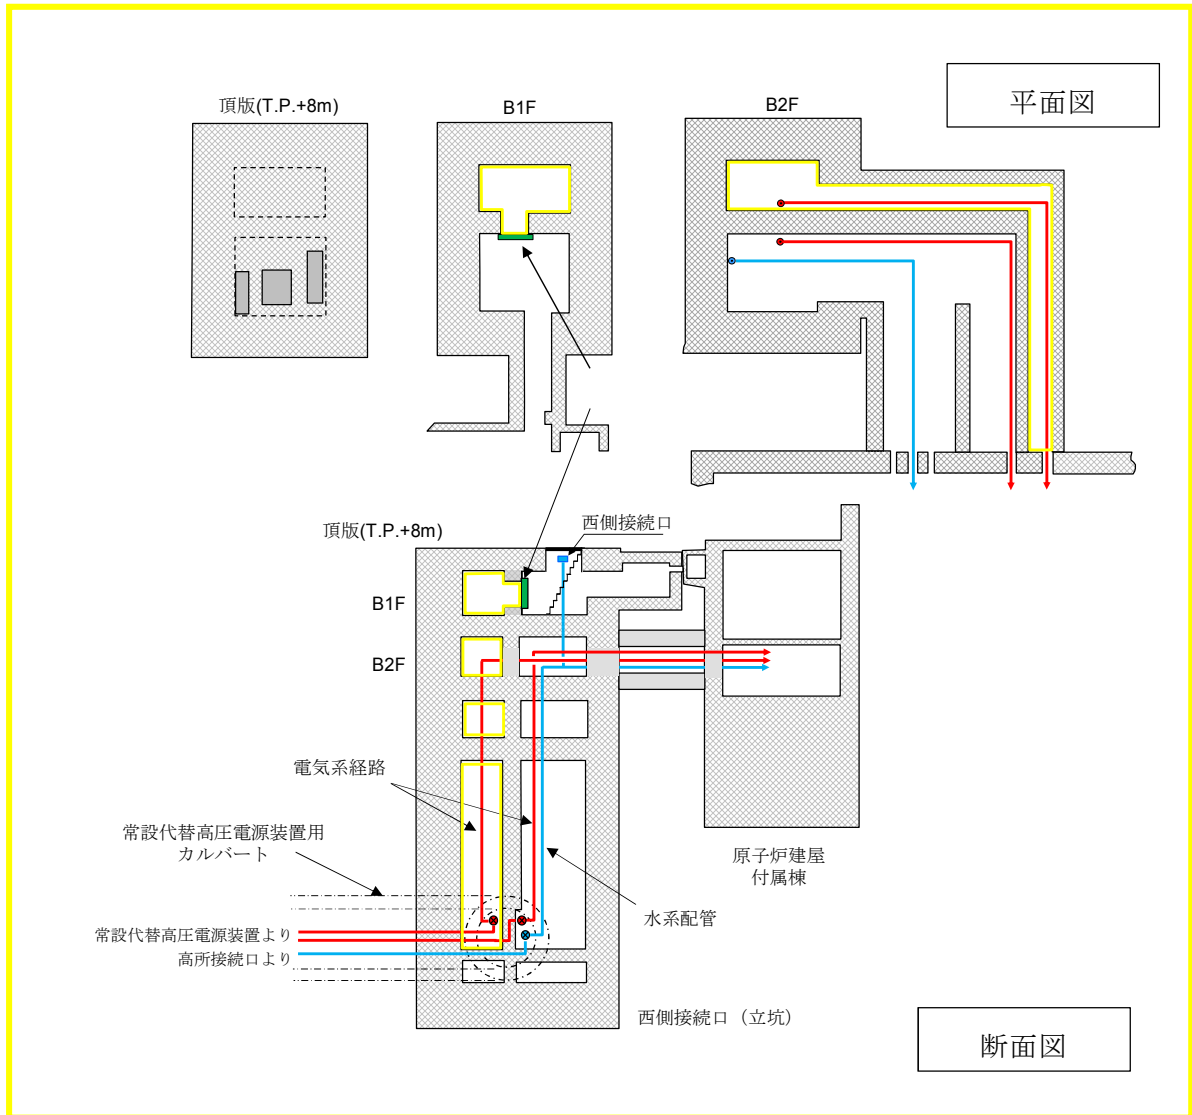 平面図
頂版(T.P.+8m)
B1F
B2F
頂版(T.P.+8m)
西側接続口
B1F
B2F
電気系経路
常設代替高圧電源装置用
カルバート
原子炉建屋
付属棟
水系配管
常設代替高圧電源装置より
高所接続口より
西側接続口（立坑）
断面図